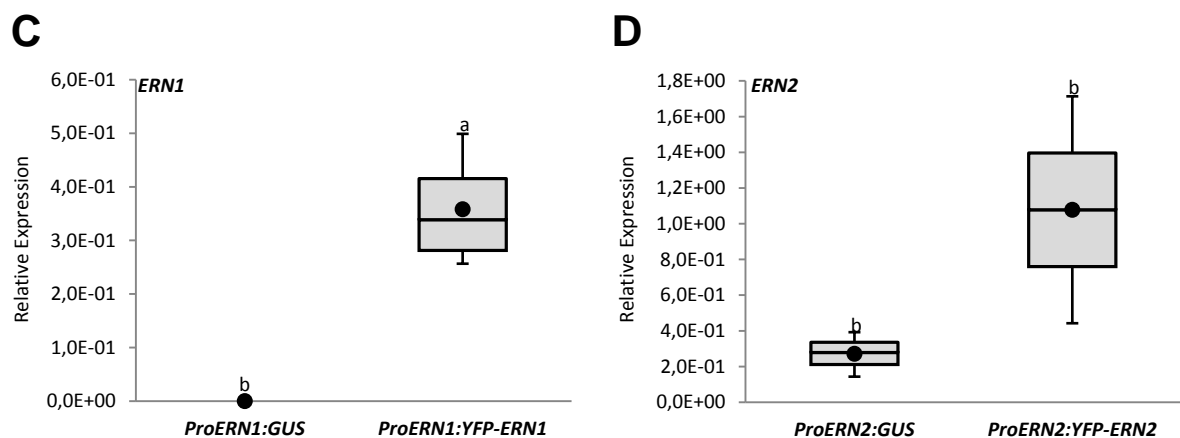 C
ERN1
Relative Expression
6,0E-01
5,0E-01
4,0E-01
3,0E-01
2,0E-01
1,0E-01
0,0E+00
b
a
ProERN1:GUS
ProERN1:YFP-ERN1
D
ERN2
Relative Expression
1,8E+00
1,6E+00
1,4E+00
1,2E+00
1,0E+00
8,0E-01
6,0E-01
4,0E-01
2,0E-01
0,0E+00
b
b
ProERN2:GUS
ProERN2:YFP-ERN2